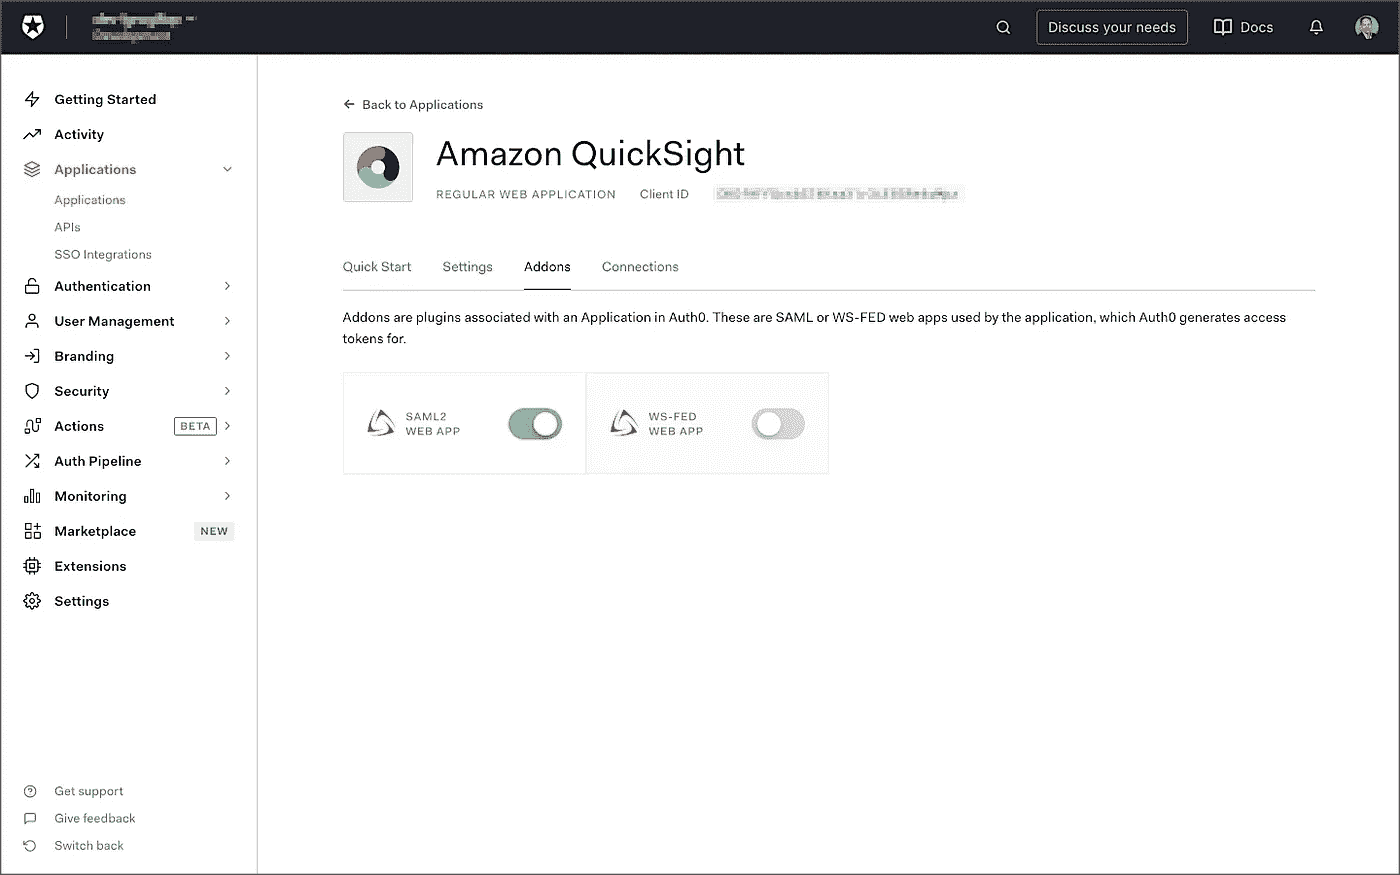 Discuss your needs
Docs
Getting Started
Activity
Applications
Applications
APIs
SSO Integrations
Authentication
User Management
Branding
Security
Actions BETA
Auth Pipeline
Monitoring
Marketplace NEW
Extensions
Settings
Get support
Give feedback
Switch back
Back to Applications
Amazon QuickSight
REGULAR WEB APPLICATION Client ID
Quick Start Settings Addons Connections
Addons are plugins associated with an Application in Auth0. These are SAML or WS-FED web apps used by the application, which Auth0 generates access
tokens for.
SAML2
WEB APP
WS-FED
WEB APP